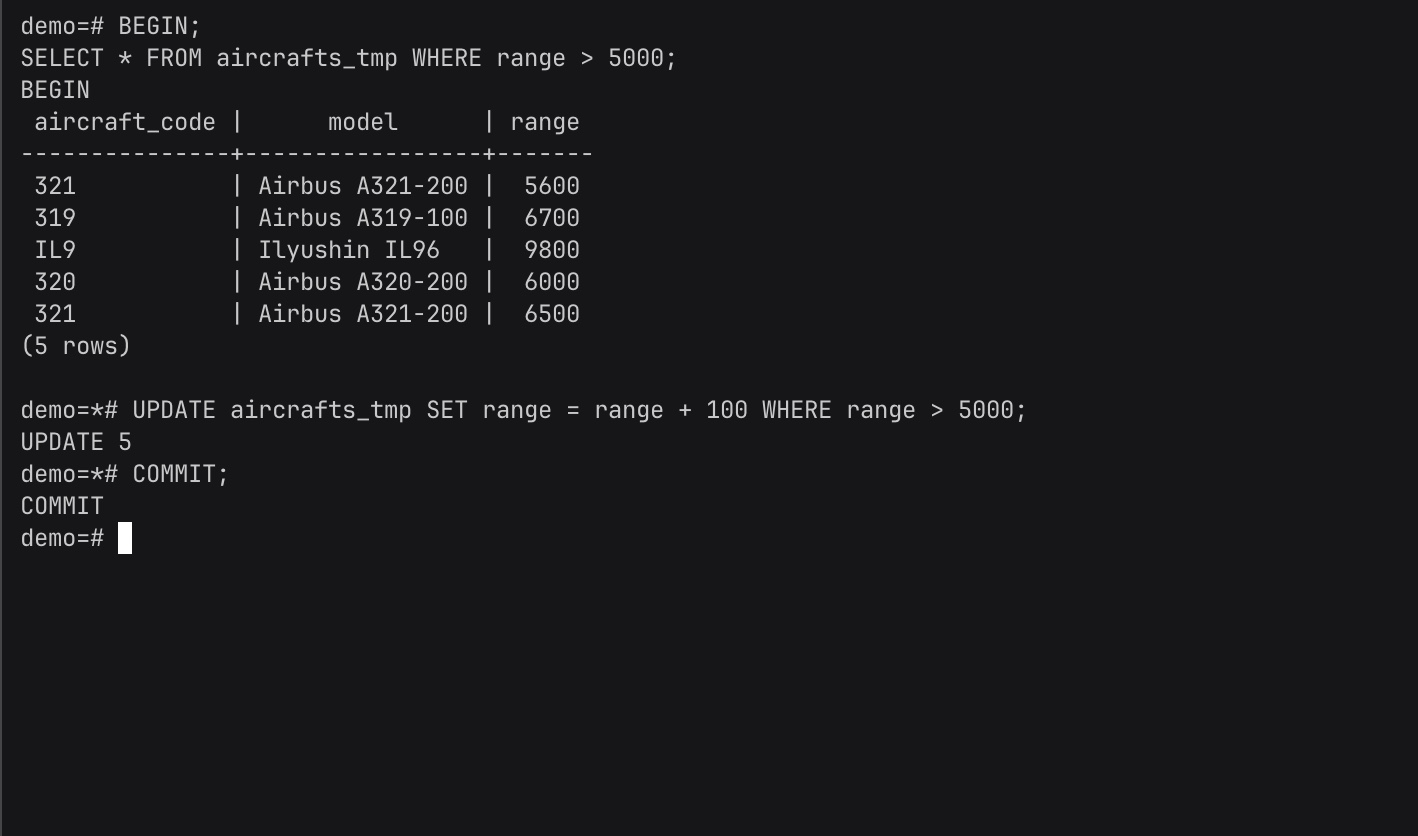 demo=# BEGIN;
SELECT * FROM aircrafts_tmp WHERE range > 5000;
BEGIN
 aircraft_code |      model      | range
---------------+-----------------+-------
 321           | Airbus A321-200 |  5600
 319           | Airbus A319-100 |  6700
 IL9           | Ilyushin IL96   |  9800
 320           | Airbus A320-200 |  6000
 321           | Airbus A321-200 |  6500
(5 rows)

demo=*# UPDATE aircrafts_tmp SET range = range + 100 WHERE range > 5000;
UPDATE 5
demo=*# COMMIT;
COMMIT
demo=#